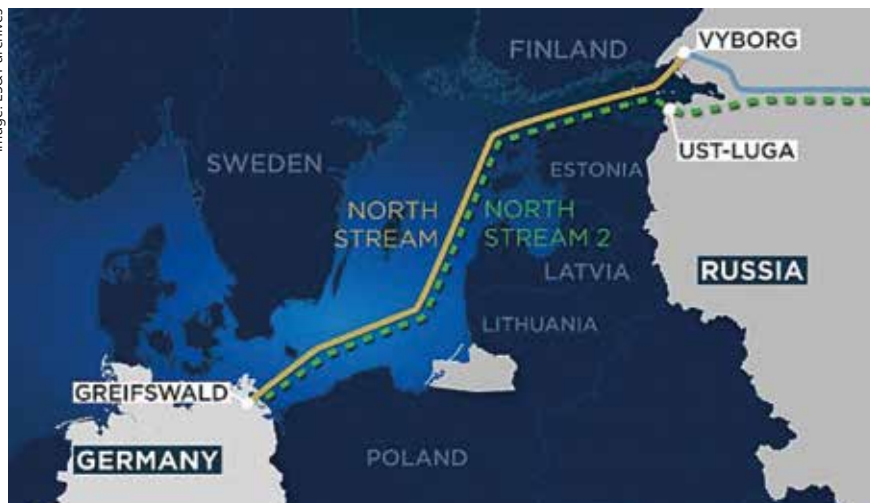 FINLAND
VYBORG
SWEDEN
UST-LUGA
ESTONIA
NORTH
STREAM
NORTH
STREAM 2
LATVIA
RUSSIA
LITHUANIA
GREIFSWALD
GERMANY
POLAND